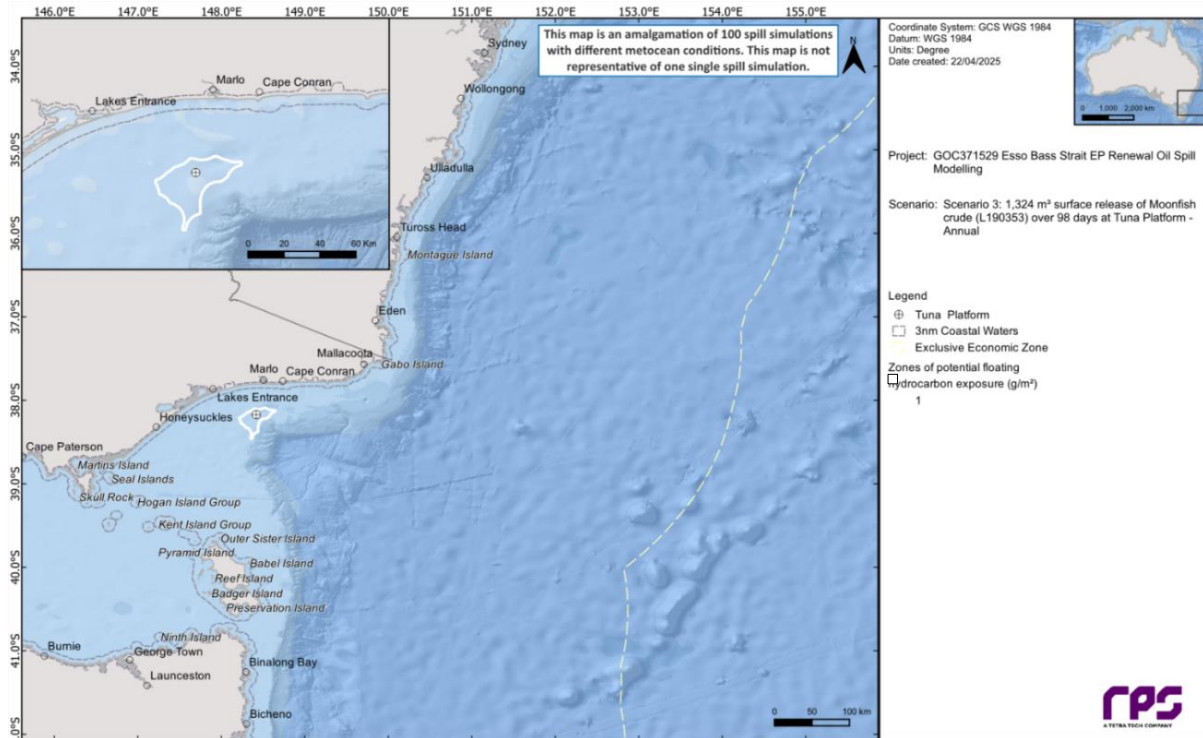 146.0°E 147.0°E 148.0°E 149.0°E 150.0°E 151.0°E 152.0°E 153.0°E 154.0°E 155.0°E
This map is an amalgamation of 100 spill simulations
with different metocean conditions. This map is not
representative of one single spill simulation.
N
34.0°S
35.0°S
36.0°S
37.0°S
38.0°S
39.0°S
40.0°S
41.0°S
Marlo
Cape Conran
Lakes Entrance
0 20 40 60 Km
Sydney
Wollongong
Ulladulla
Tuross Head
Montague Island
Eden
Mallacoota
Gabo Island
Marlo
Cape Conran
Lakes Entrance
Honeysuckles
Cape Paterson
Martins Island
Seal Islands
Skull Rock
Hogan Island Group
Kent Island Group
Outer Sister Island
Pyramid Island
Babel Island
Reef Island
Badger Island
Preservation Island
Ninth Island
Burnie
George Town
Launceston
Binalong Bay
Bicheno
0 50 100 km
Coordinate System: GCS WGS 1984
Datum: WGS 1984
Units: Degree
Date created: 22/04/2025
0 1,000 2,000 km
Project: GOC371529 Esso Bass Strait EP Renewal Oil Spill
Modelling
Scenario: Scenario 3: 1,324 m³ surface release of Moonfish
crude (L190353) over 98 days at Tuna Platform -
Annual
Legend
Tuna Platform
3nm Coastal Waters
Exclusive Economic Zone
Zones of potential floating
hydrocarbon exposure (g/m²)
1
rps
A TETRA TECH COMPANY